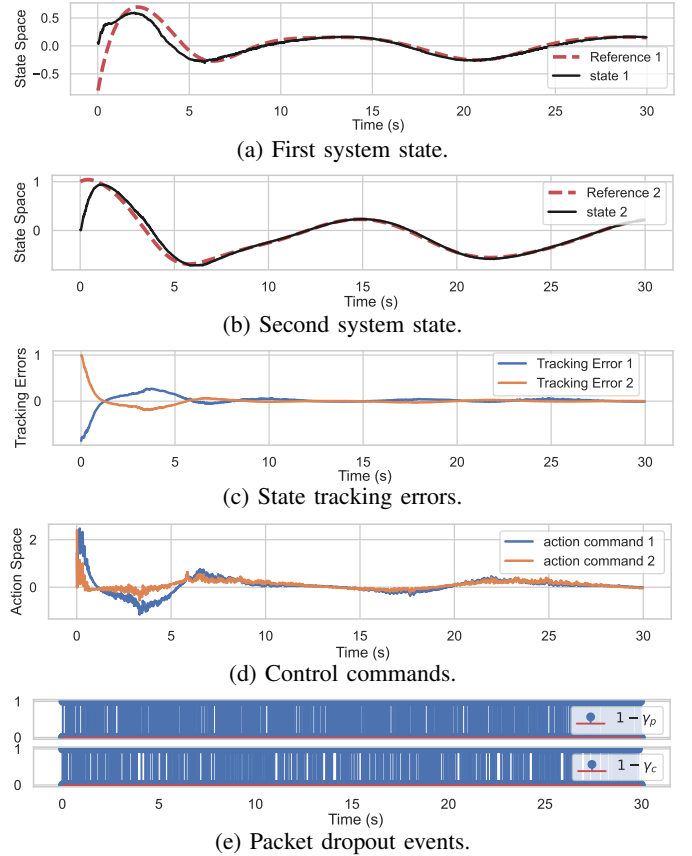 State Space
0.5
0.0
−0.5
Reference 1
state 1
0 5 10 15 20 25 30
Time (s)
(a) First system state.
State Space
1
0
Reference 2
state 2
0 5 10 15 20 25 30
Time (s)
(b) Second system state.
Tracking Errors
1
0
Tracking Error 1
Tracking Error 2
0 5 10 15 20 25 30
Time (s)
(c) State tracking errors.
Action Space
2
0
action command 1
action command 2
0 5 10 15 20 25 30
Time (s)
(d) Control commands.
1
0
1 − γp
1
0
1 − γc
0 5 10 15 20 25 30
Time (s)
(e) Packet dropout events.